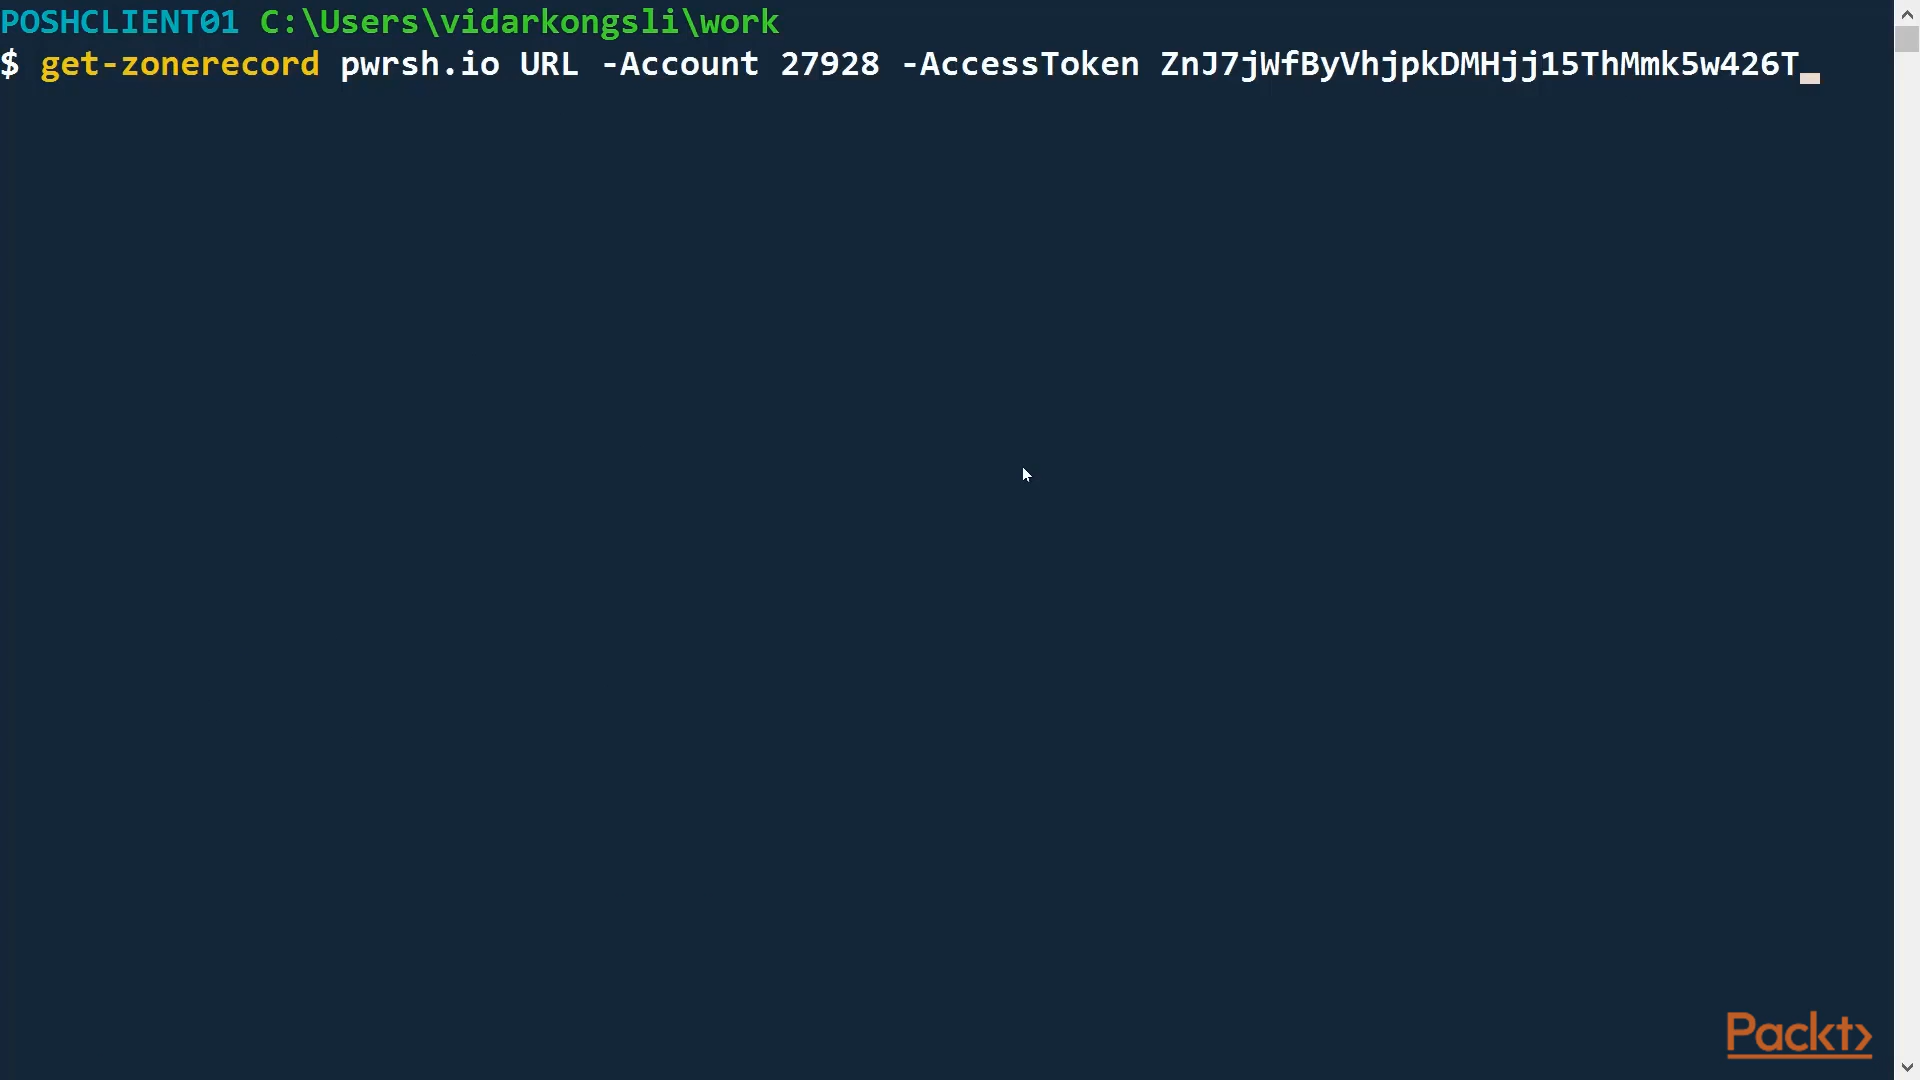 POSHCLIENT01 C:\Users\vidarkongsli\work
$ get-zonerecord pwrsh.io URL -Account 27928 -AccessToken ZnJ7jWfByVhjpkDMHjj15ThMmk5w426T
Packt>